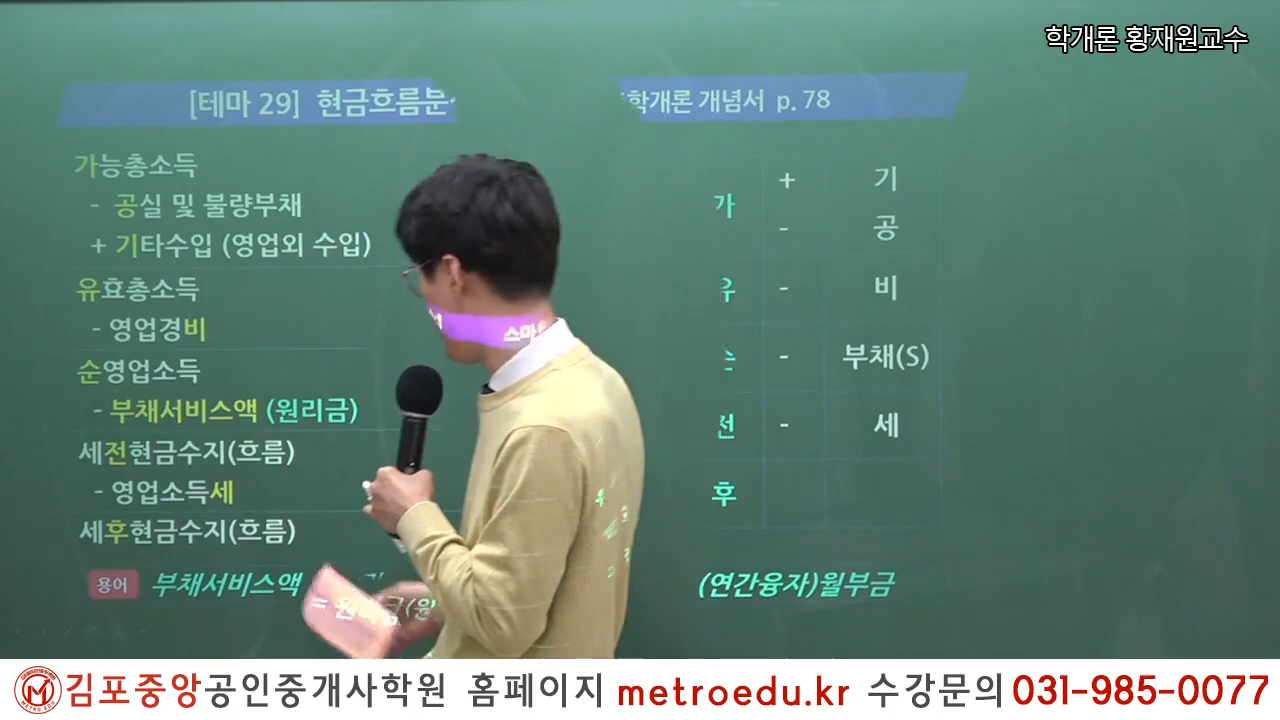 학개론 황재원교수
[테마 29] 현금흐름분
학개론 개념서 p. 78
가능총소득
- 공실 및 불량부채
+ 기타수입 (영업외 수입)
유효총소득
- 영업경비
순영업소득
- 부채서비스액 (원리금)
세전현금수지(흐름)
- 영업소득세
세후현금수지(흐름)
가 + 기
- 공
- 비
- 부채(S)
전 - 세
후
용어 부채서비스액
(연간융자)월부금
스마
김포중앙공인중개사학원 홈페이지 metroedu.kr 수강문의 031-985-0077
METRO EDU